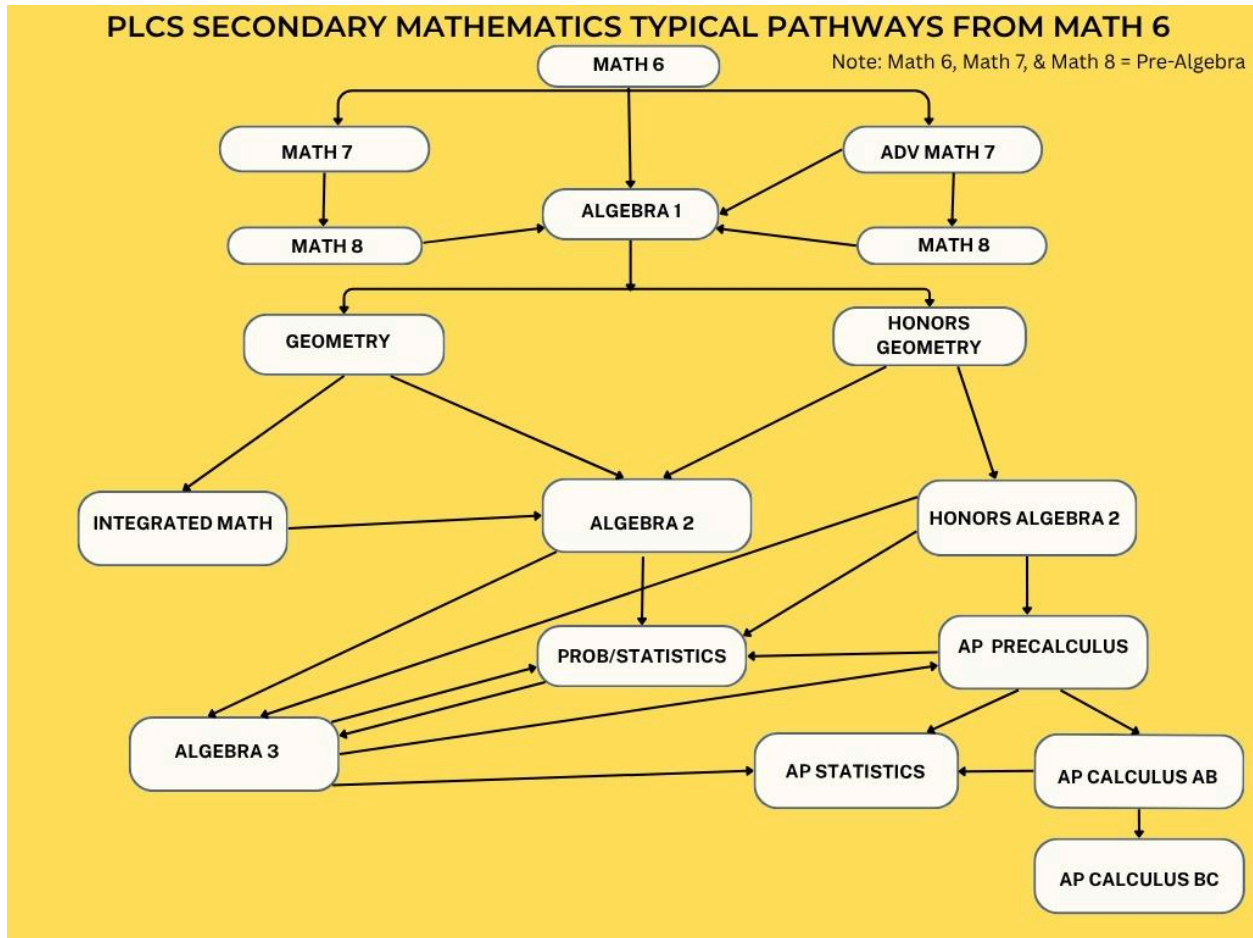 PLCS SECONDARY MATHEMATICS TYPICAL PATHWAYS FROM MATH 6
Note: Math 6, Math 7, & Math 8 = Pre-Algebra
MATH 6
MATH 7
ADV MATH 7
ALGEBRA 1
MATH 8
MATH 8
GEOMETRY
HONORS
GEOMETRY
INTEGRATED MATH
ALGEBRA 2
HONORS ALGEBRA 2
PROB/STATISTICS
AP PRECALCULUS
ALGEBRA 3
AP STATISTICS
AP CALCULUS AB
AP CALCULUS BC